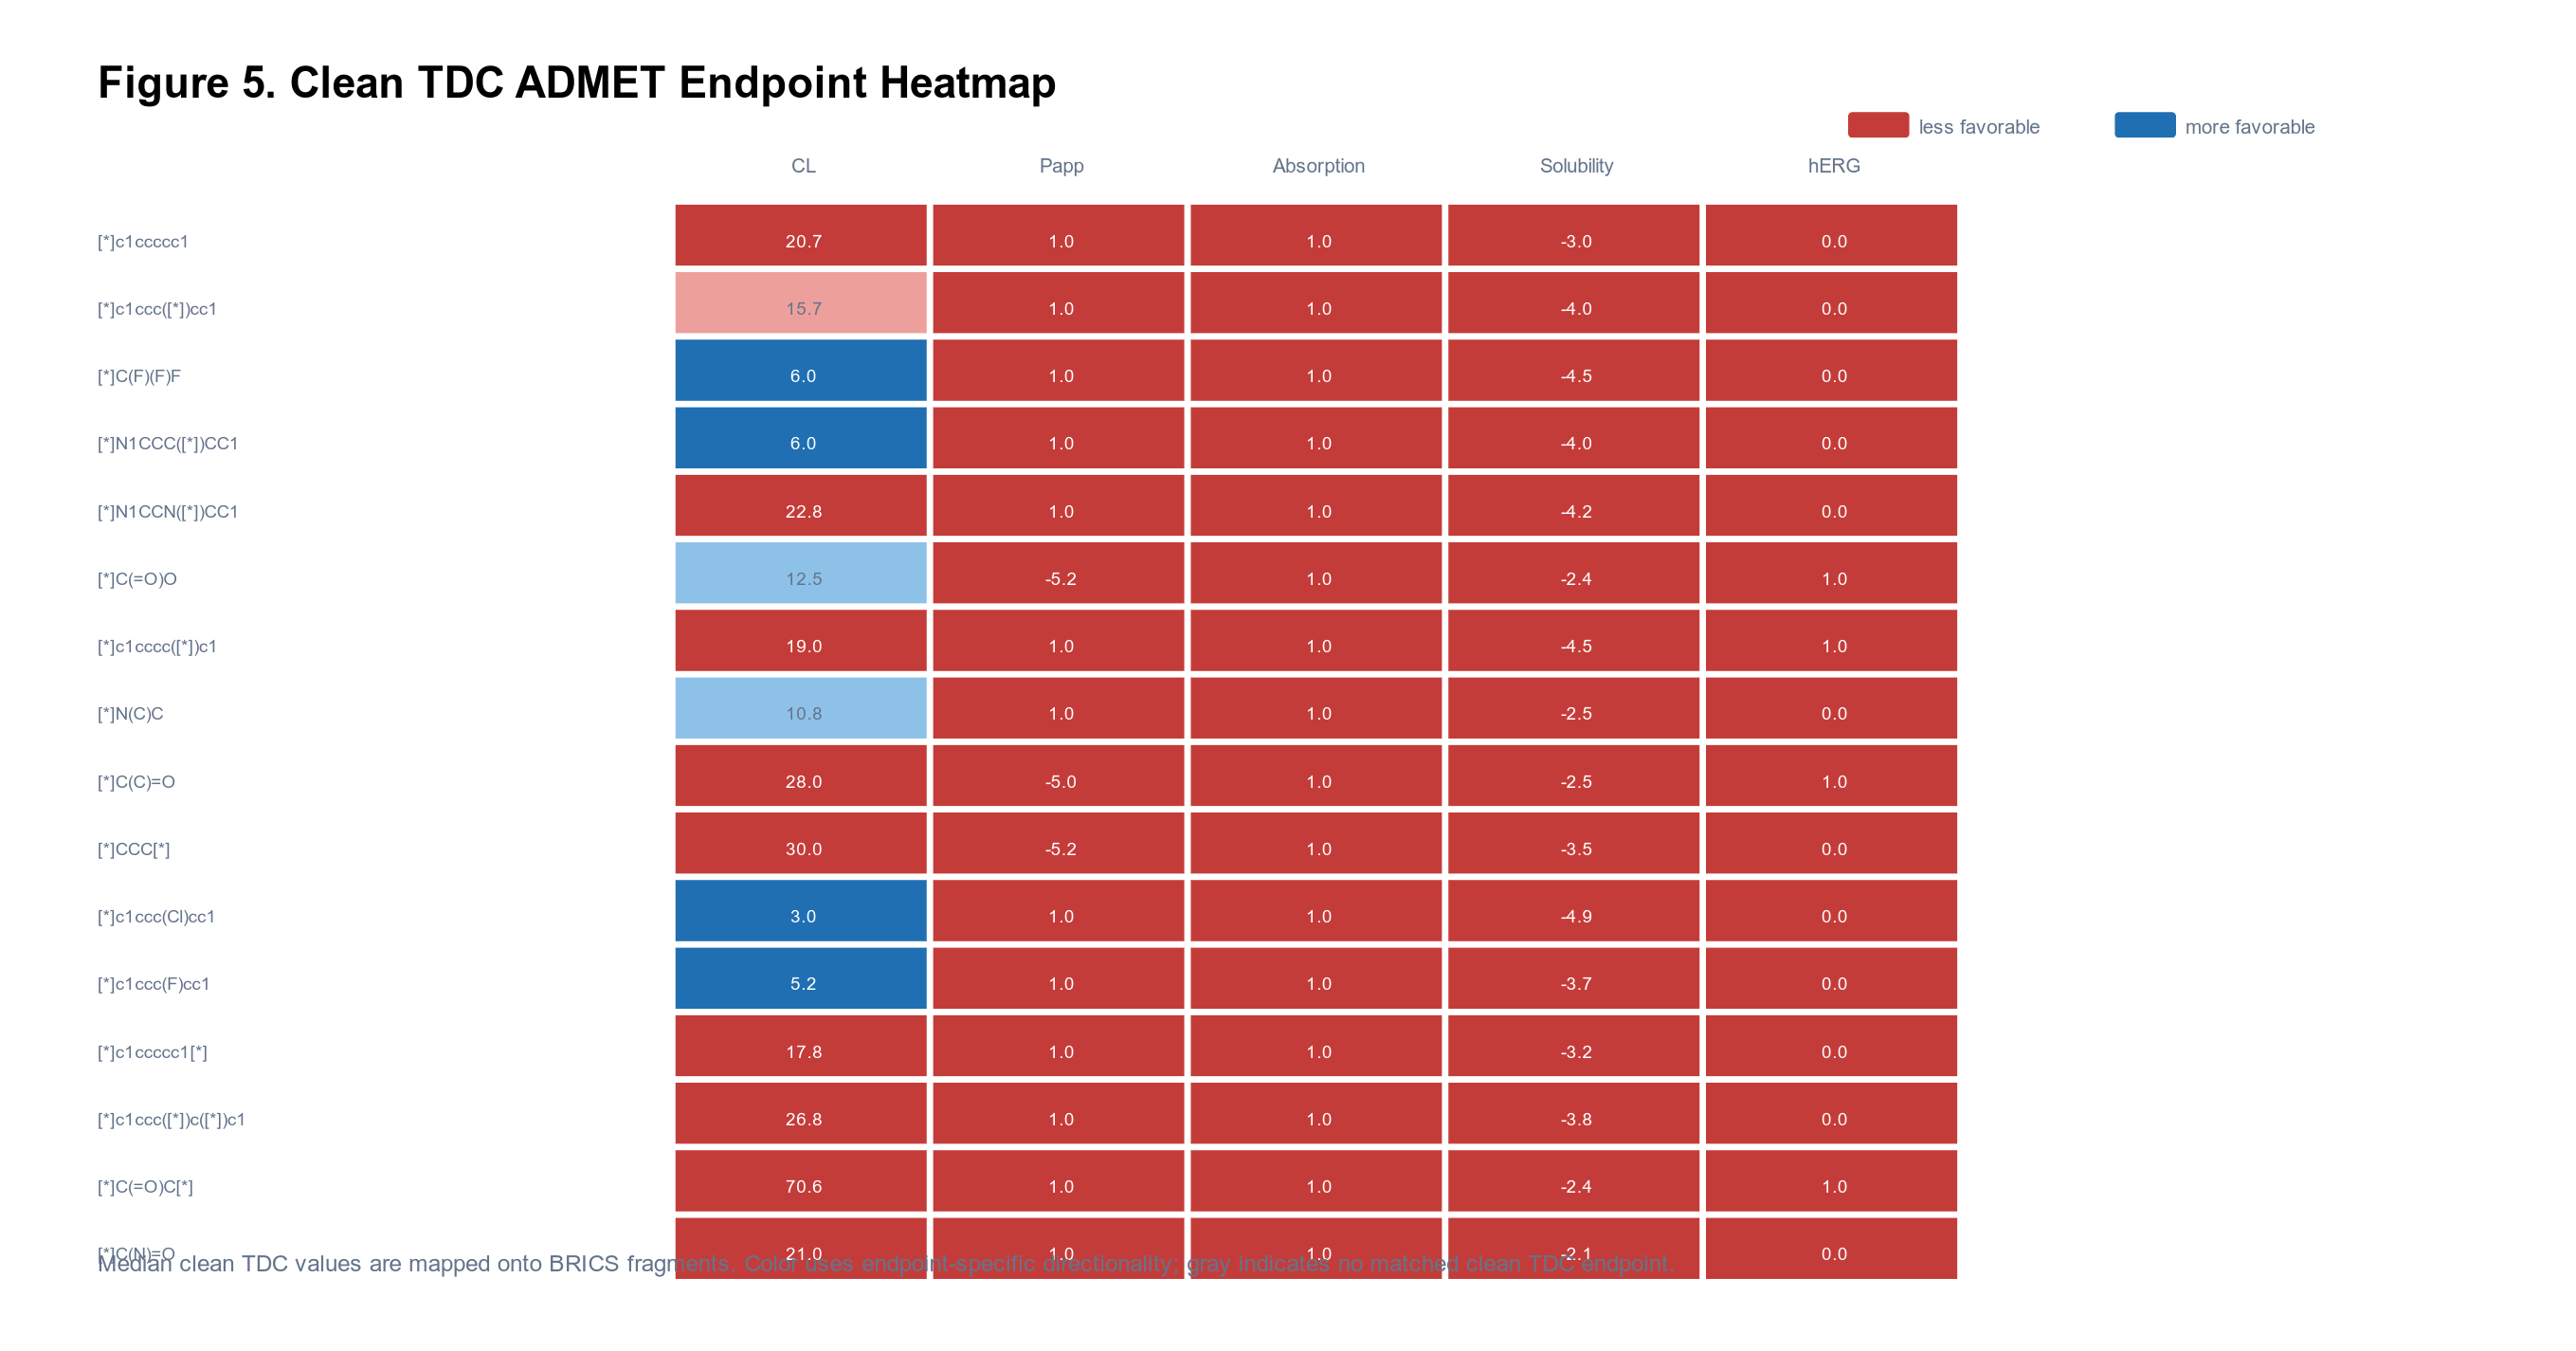 Figure 5. Clean TDC ADMET Endpoint Heatmap
less favorable more favorable
CL Papp Absorption Solubility hERG
[*]c1ccccc1 20.7 1.0 1.0 -3.0 0.0
[*]c1ccc([*])cc1 15.7 1.0 1.0 -4.0 0.0
[*]C(F)(F)F 6.0 1.0 1.0 -4.5 0.0
[*]N1CCC([*])CC1 6.0 1.0 1.0 -4.0 0.0
[*]N1CCN([*])CC1 22.8 1.0 1.0 -4.2 0.0
[*]C(=O)O 12.5 -5.2 1.0 -2.4 1.0
[*]c1cccc([*])c1 19.0 1.0 1.0 -4.5 1.0
[*]N(C)C 10.8 1.0 1.0 -2.5 0.0
[*]C(C)=O 28.0 -5.0 1.0 -2.5 1.0
[*]CCC[*] 30.0 -5.2 1.0 -3.5 0.0
[*]c1ccc(Cl)cc1 3.0 1.0 1.0 -4.9 0.0
[*]c1ccc(F)cc1 5.2 1.0 1.0 -3.7 0.0
[*]c1ccccc1[*] 17.8 1.0 1.0 -3.2 0.0
[*]c1ccc([*])c([*])c1 26.8 1.0 1.0 -3.8 0.0
[*]C(=O)C[*] 70.6 1.0 1.0 -2.4 1.0
[*]C(N)=O 21.0 1.0 1.0 -2.1 0.0
Median clean TDC values are mapped onto BRICS fragments. Color uses endpoint-specific directionality; gray indicates no matched clean TDC endpoint.